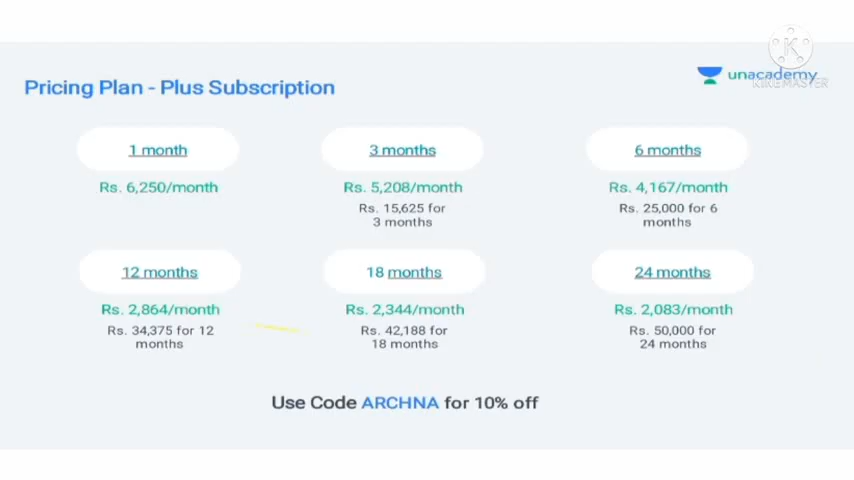 K
unacademy
KINEMASTER
Pricing Plan - Plus Subscription
1 month
Rs. 6,250/month
3 months
Rs. 5,208/month
Rs. 15,625 for
3 months
6 months
Rs. 4,167/month
Rs. 25,000 for 6
months
12 months
Rs. 2,864/month
Rs. 34,375 for 12
months
18 months
Rs. 2,344/month
Rs. 42,188 for
18 months
24 months
Rs. 2,083/month
Rs. 50,000 for
24 months
Use Code ARCHNA for 10% off